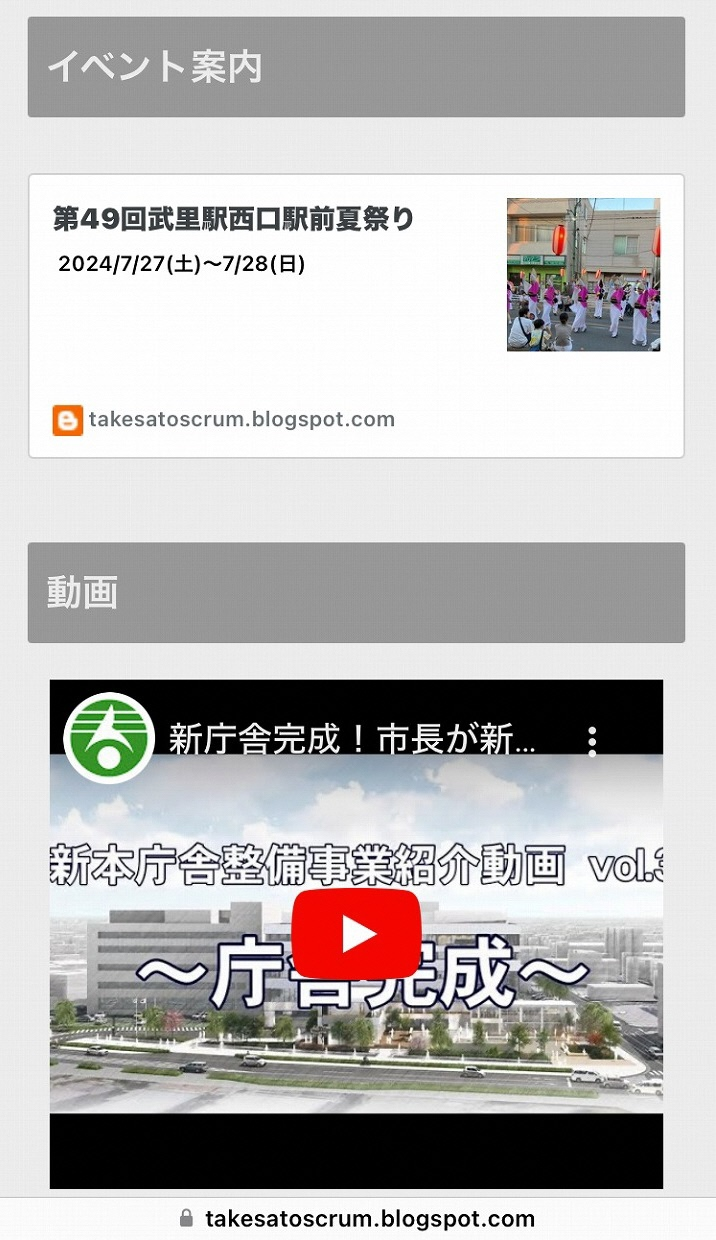 イベント案内
第49回武里駅西口駅前夏祭り
2024/7/27(土)〜7/28(日)
takesatoscrum.blogspot.com
動画
新庁舎完成！市長が新...
新本庁舎整備事業紹介動画 vol.3
〜庁舎完成〜
takesatoscrum.blogspot.com